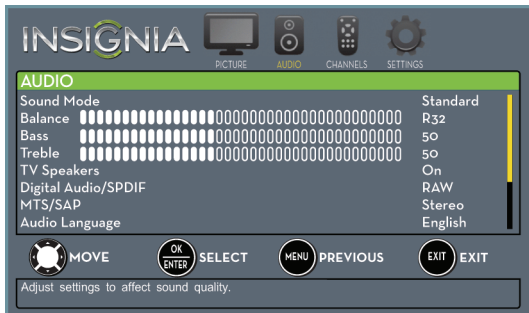 INSIGNIA
PICTURE AUDIO CHANNELS SETTINGS
AUDIO
Sound Mode Standard
Balance R32
Bass 50
Treble 50
TV Speakers On
Digital Audio/SPDIF RAW
MTS/SAP Stereo
Audio Language English
MOVE OK ENTER SELECT MENU PREVIOUS EXIT EXIT
Adjust settings to affect sound quality.